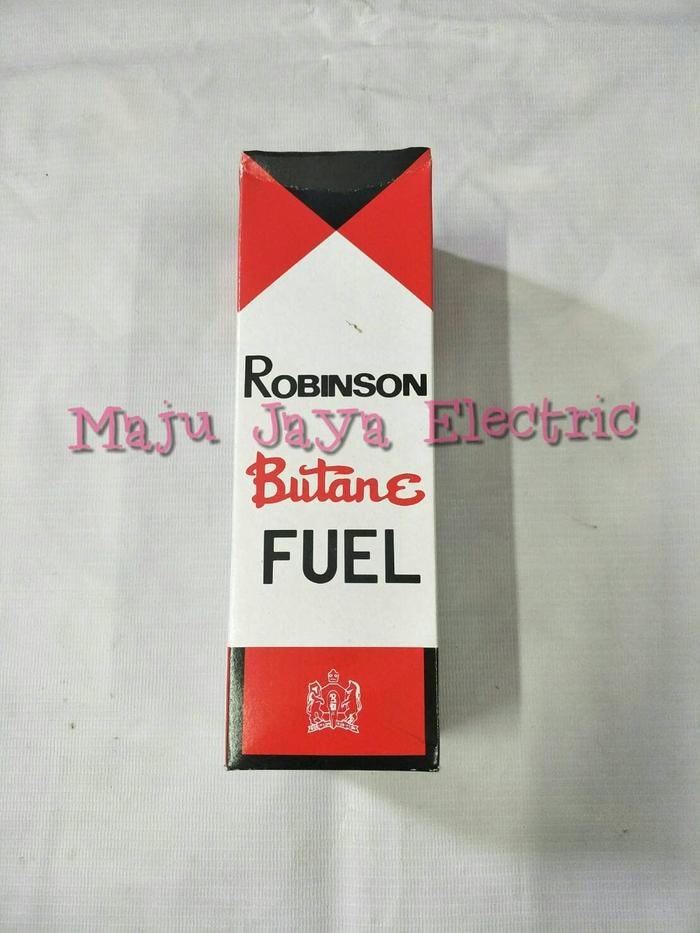 ROBINSON
Maju Jaya Electric
Butane
FUEL